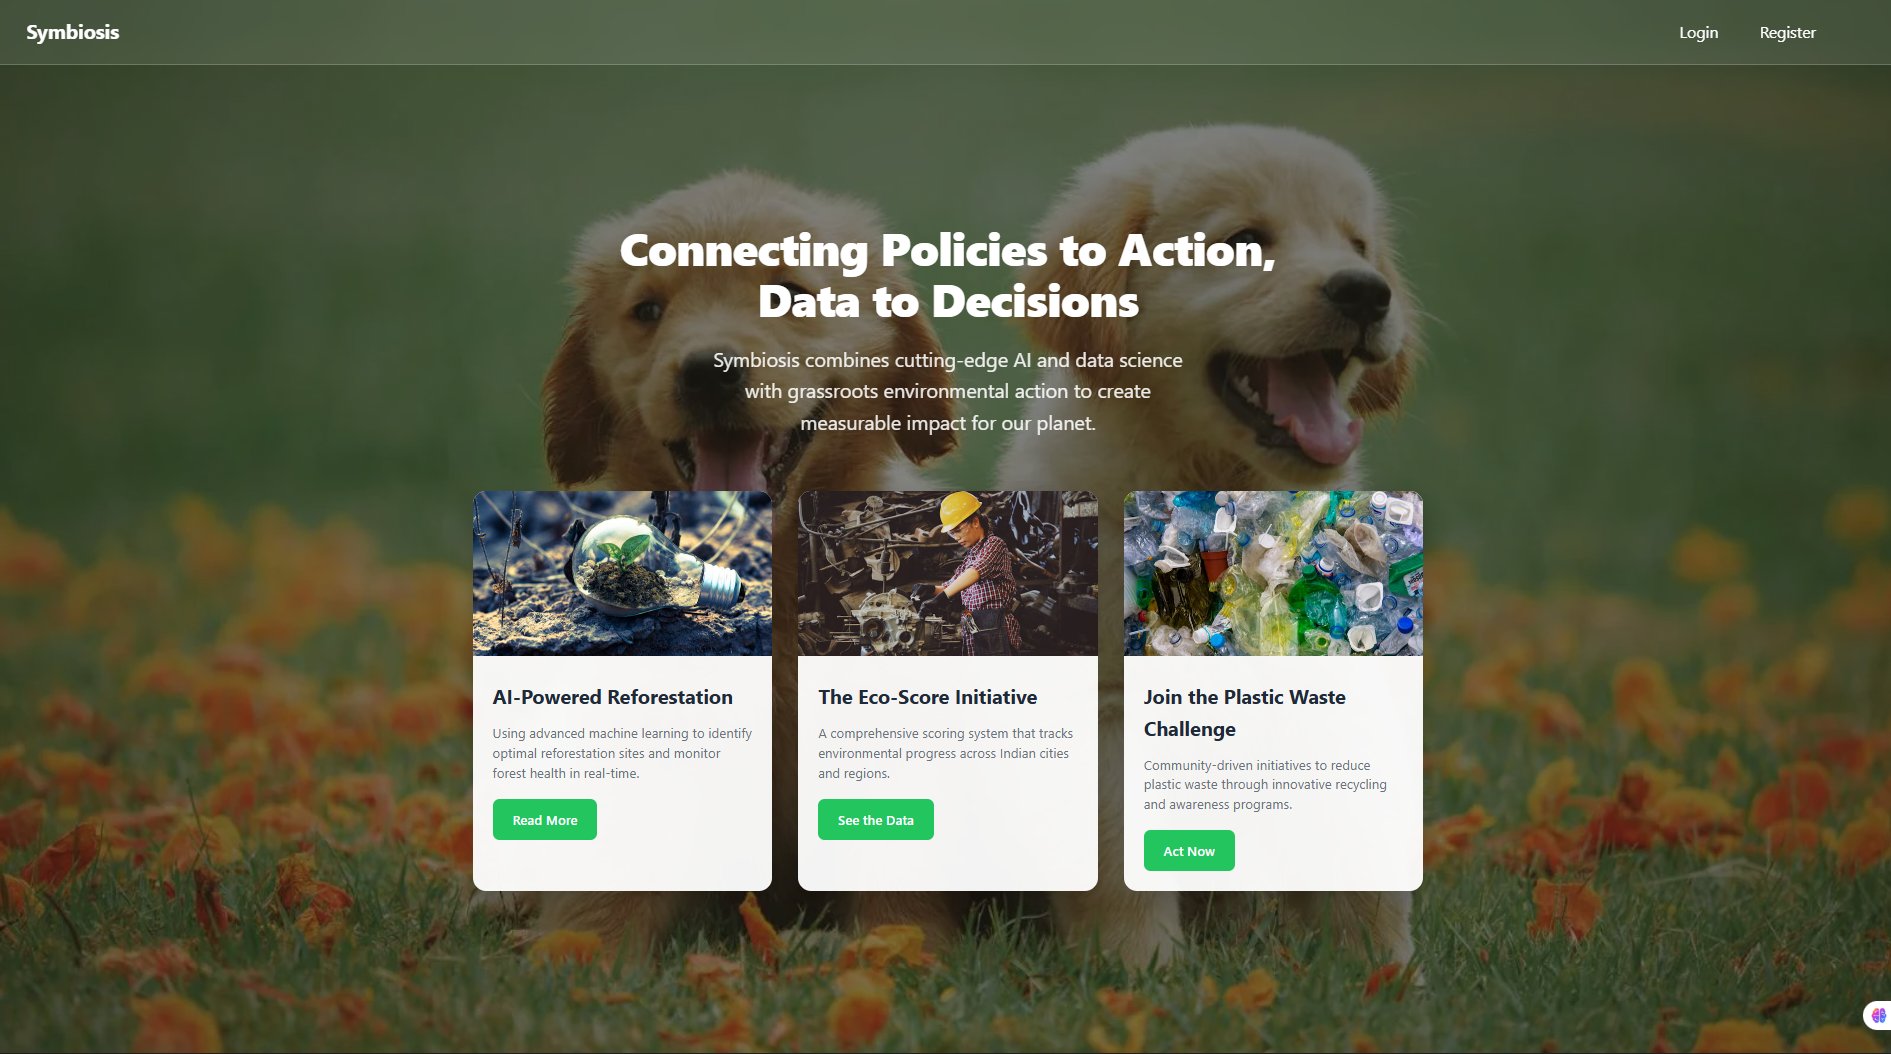 Symbiosis
Login
Register
Connecting Policies to Action,
Data to Decisions
Symbiosis combines cutting-edge AI and data science
with grassroots environmental action to create
measurable impact for our planet.
AI-Powered Reforestation
Using advanced machine learning to identify
optimal reforestation sites and monitor
forest health in real-time.
Read More
The Eco-Score Initiative
A comprehensive scoring system that tracks
environmental progress across Indian cities
and regions.
See the Data
Join the Plastic Waste
Challenge
Community-driven initiatives to reduce
plastic waste through innovative recycling
and awareness programs.
Act Now